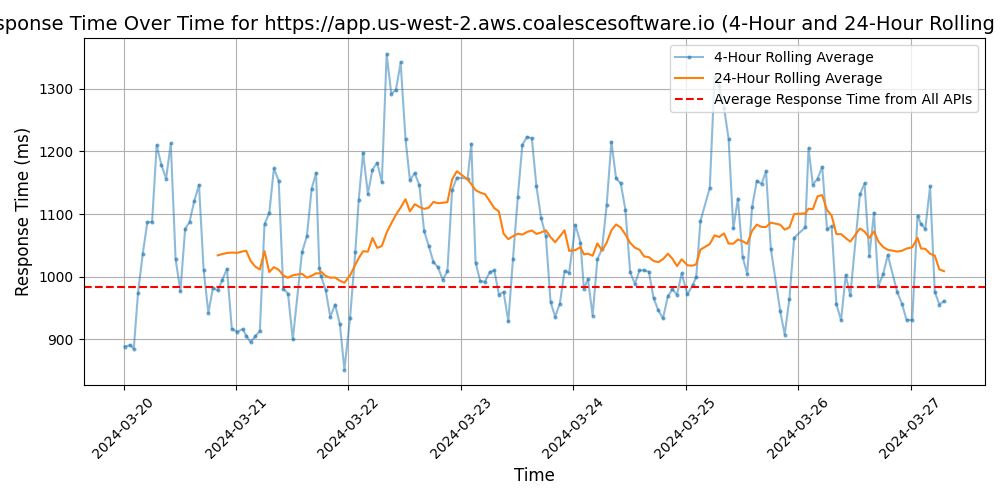 sponse Time Over Time for https://app.us-west-2.aws.coalescesoftware.io (4-Hour and 24-Hour Rolling
4-Hour Rolling Average
24-Hour Rolling Average
Average Response Time from All APIs
Response Time (ms)
1300
1200
1100
1000
900
2024-03-20
2024-03-21
2024-03-22
2024-03-23
2024-03-24
2024-03-25
2024-03-26
2024-03-27
Time